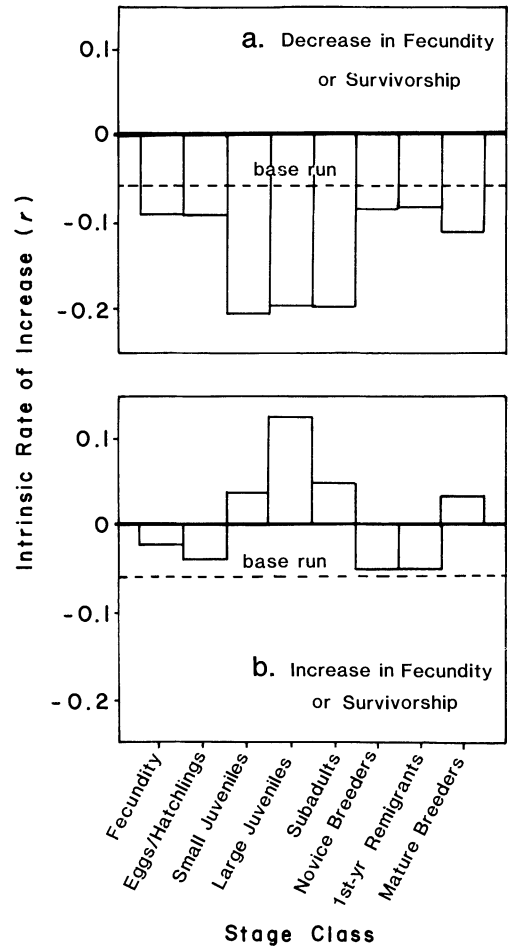 0.1
a. Decrease in Fecundity
or Survivorship
0
base run
-0.1
-0.2
Intrinsic Rate of Increase (r)
0.1
0
base run
-0.1
b. Increase in Fecundity
or Survivorship
-0.2
Fecundity
Eggs/Hatchlings
Small Juveniles
Large Juveniles
Subadults
Novice Breeders
1st-yr Remigrants
Mature Breeders
Stage Class